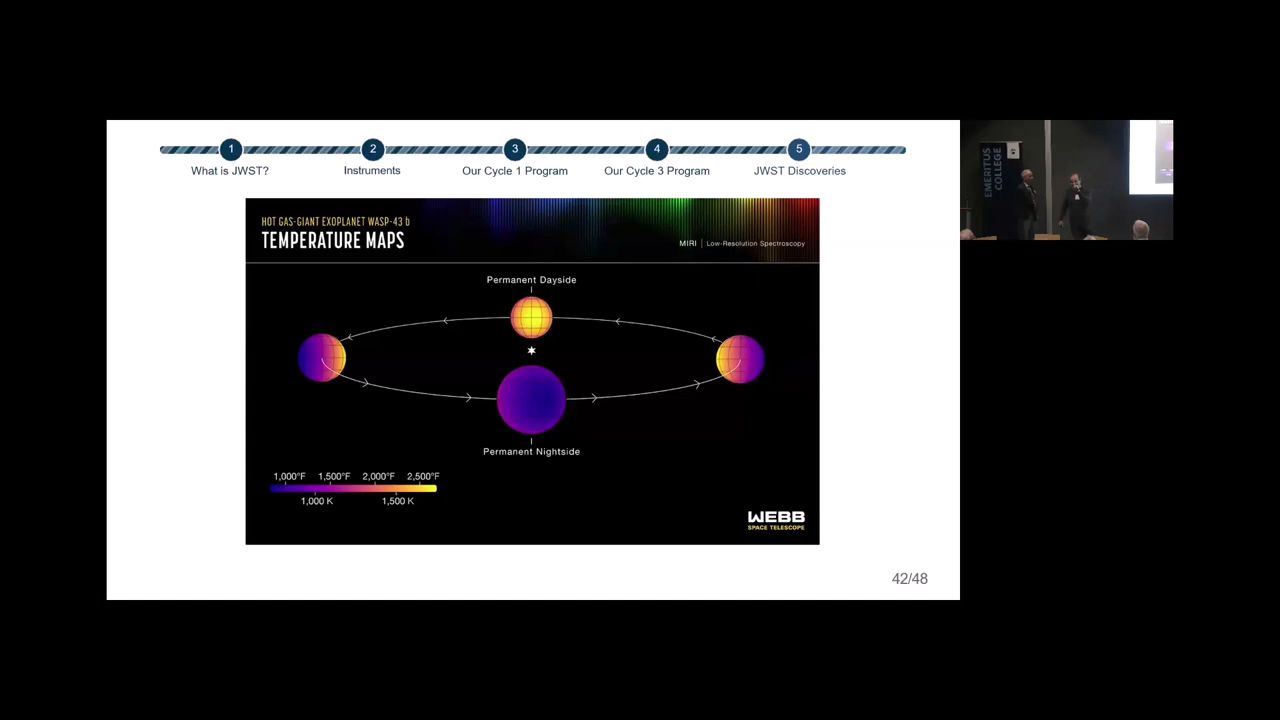 1
2
3
4
5
What is JWST?
Instruments
Our Cycle 1 Program
Our Cycle 3 Program
JWST Discoveries
HOT GAS-GIANT EXOPLANET WASP-43 b
TEMPERATURE MAPS
MIRI | Low-Resolution Spectroscopy
Permanent Dayside
Permanent Nightside
1,000°F 1,500°F 2,000°F 2,500°F
1,000 K 1,500 K
WEBB
SPACE TELESCOPE
42/48
EMERITUS
COLLEGE